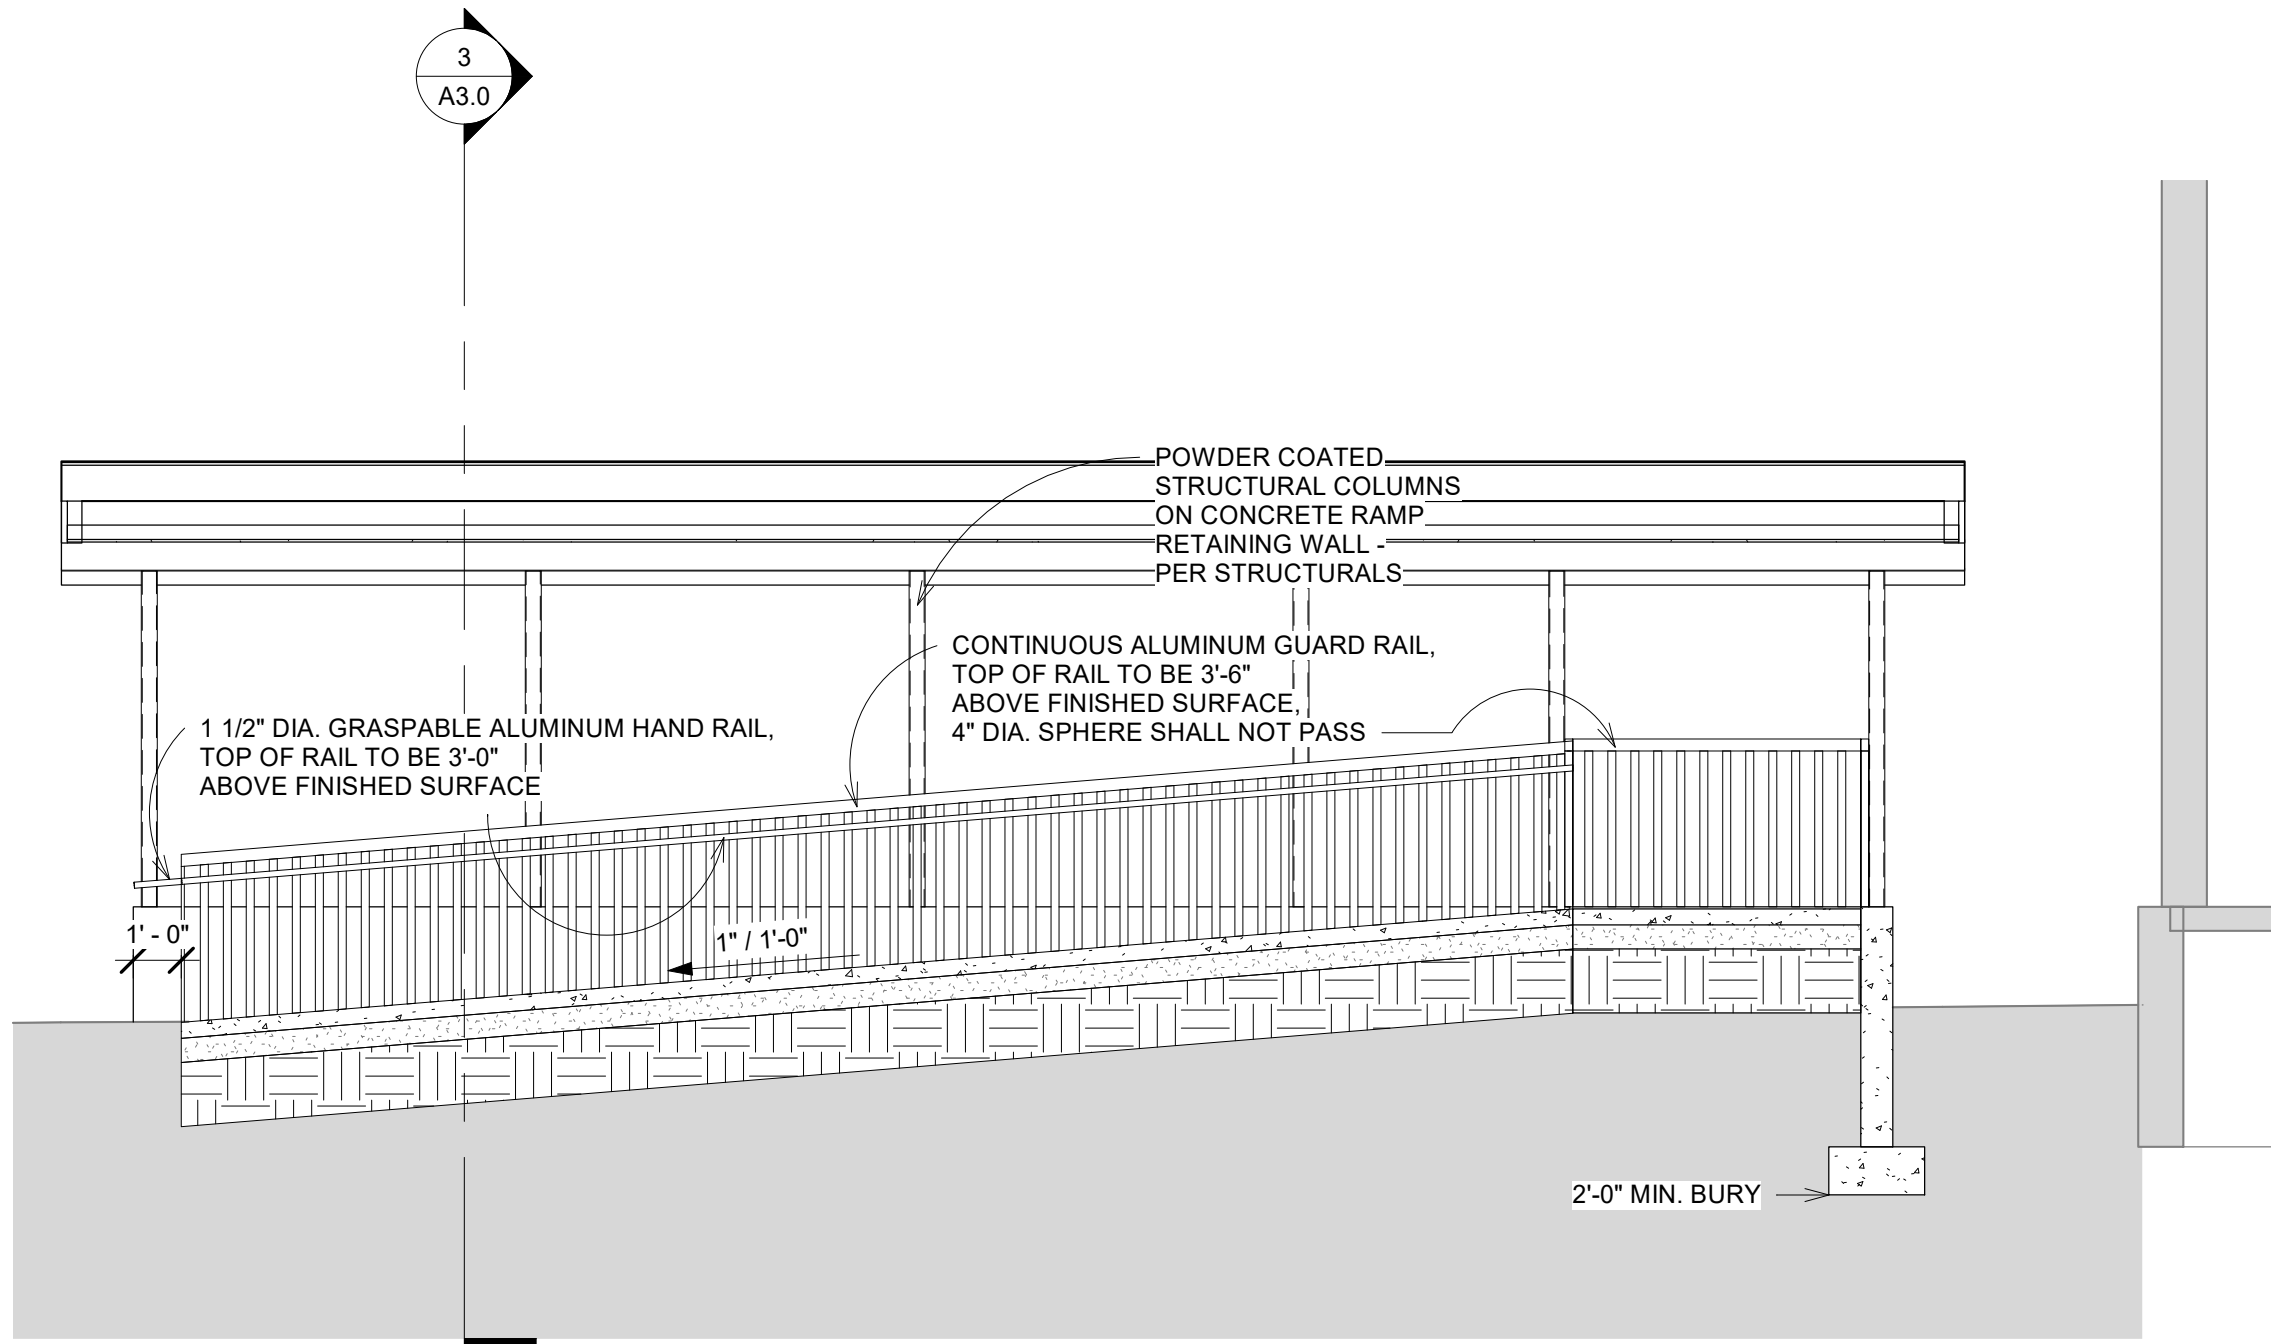 3
A3.0
POWDER COATED
STRUCTURAL COLUMNS
ON CONCRETE RAMP
RETAINING WALL -
PER STRUCTURALS
CONTINUOUS ALUMINUM GUARD RAIL,
TOP OF RAIL TO BE 3'-6"
ABOVE FINISHED SURFACE,
4" DIA. SPHERE SHALL NOT PASS
1 1/2" DIA. GRASPABLE ALUMINUM HAND RAIL,
TOP OF RAIL TO BE 3'-0"
ABOVE FINISHED SURFACE
1' - 0"
1" / 1'-0"
2'-0" MIN. BURY